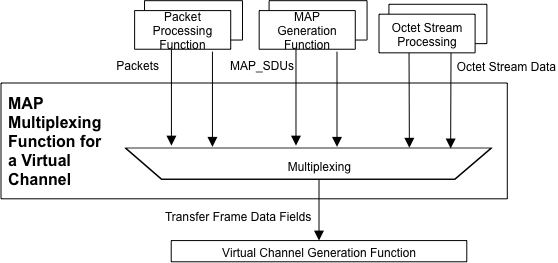 Packet
Processing
Function
MAP
Generation
Function
Octet Stream
Processing
Packets
MAP_SDUs
Octet Stream Data
MAP
Multiplexing
Function for
a Virtual
Channel
Multiplexing
Transfer Frame Data Fields
Virtual Channel Generation Function